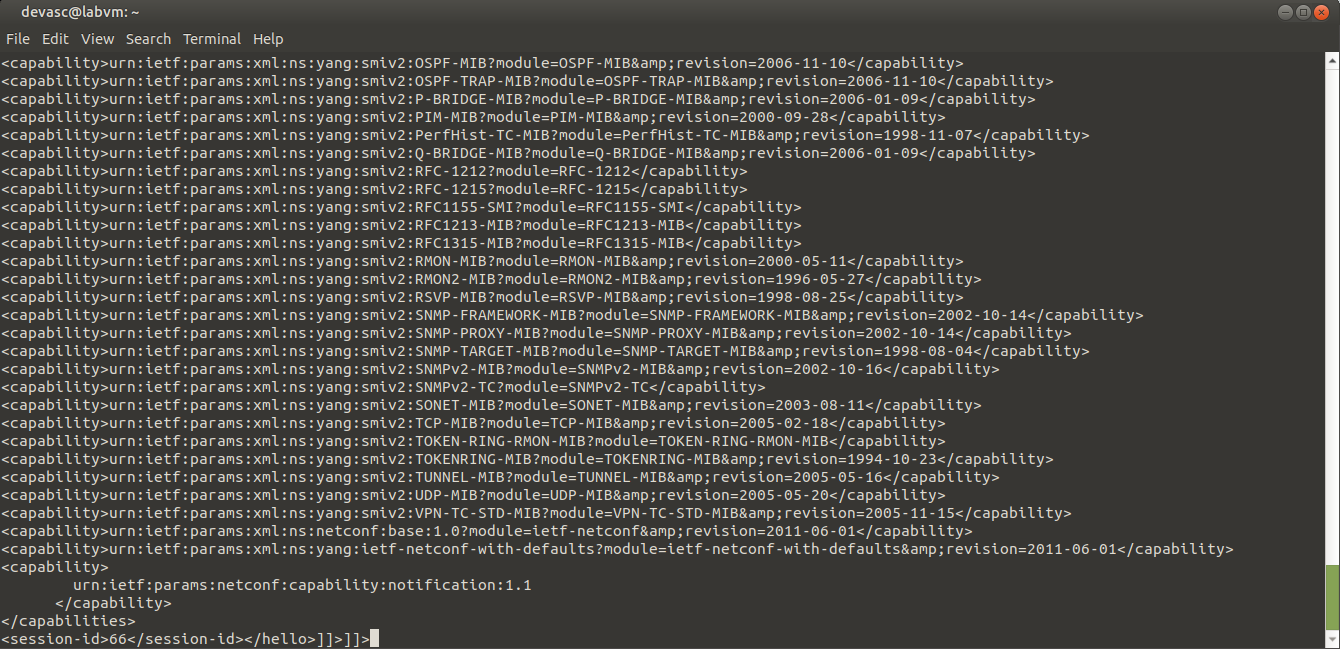 devasc@labvm: ~
File Edit View Search Terminal Help
<capability>urn:ietf:params:xml:ns:yang:smiv2:OSPF-MIB?module=OSPF-MIB&amp;revision=2006-11-10</capability>
<capability>urn:ietf:params:xml:ns:yang:smiv2:OSPF-TRAP-MIB?module=OSPF-TRAP-MIB&amp;revision=2006-11-10</capability>
<capability>urn:ietf:params:xml:ns:yang:smiv2:P-BRIDGE-MIB?module=P-BRIDGE-MIB&amp;revision=2006-01-09</capability>
<capability>urn:ietf:params:xml:ns:yang:smiv2:PIM-MIB?module=PIM-MIB&amp;revision=2000-09-28</capability>
<capability>urn:ietf:params:xml:ns:yang:smiv2:PerfHist-TC-MIB?module=PerfHist-TC-MIB&amp;revision=1998-11-07</capability>
<capability>urn:ietf:params:xml:ns:yang:smiv2:Q-BRIDGE-MIB?module=Q-BRIDGE-MIB&amp;revision=2006-01-09</capability>
<capability>urn:ietf:params:xml:ns:yang:smiv2:RFC-1212?module=RFC-1212</capability>
<capability>urn:ietf:params:xml:ns:yang:smiv2:RFC-1215?module=RFC-1215</capability>
<capability>urn:ietf:params:xml:ns:yang:smiv2:RFC1155-SMI?module=RFC1155-SMI</capability>
<capability>urn:ietf:params:xml:ns:yang:smiv2:RFC1213-MIB?module=RFC1213-MIB</capability>
<capability>urn:ietf:params:xml:ns:yang:smiv2:RFC1315-MIB?module=RFC1315-MIB</capability>
<capability>urn:ietf:params:xml:ns:yang:smiv2:RMON-MIB?module=RMON-MIB&amp;revision=2000-05-11</capability>
<capability>urn:ietf:params:xml:ns:yang:smiv2:RMON2-MIB?module=RMON2-MIB&amp;revision=1996-05-27</capability>
<capability>urn:ietf:params:xml:ns:yang:smiv2:RSVP-MIB?module=RSVP-MIB&amp;revision=1998-08-25</capability>
<capability>urn:ietf:params:xml:ns:yang:smiv2:SNMP-FRAMEWORK-MIB?module=SNMP-FRAMEWORK-MIB&amp;revision=2002-10-14</capability>
<capability>urn:ietf:params:xml:ns:yang:smiv2:SNMP-PROXY-MIB?module=SNMP-PROXY-MIB&amp;revision=2002-10-14</capability>
<capability>urn:ietf:params:xml:ns:yang:smiv2:SNMP-TARGET-MIB?module=SNMP-TARGET-MIB&amp;revision=1998-08-04</capability>
<capability>urn:ietf:params:xml:ns:yang:smiv2:SNMPv2-MIB?module=SNMPv2-MIB&amp;revision=2002-10-16</capability>
<capability>urn:ietf:params:xml:ns:yang:smiv2:SNMPv2-TC?module=SNMPv2-TC</capability>
<capability>urn:ietf:params:xml:ns:yang:smiv2:SONET-MIB?module=SONET-MIB&amp;revision=2003-08-11</capability>
<capability>urn:ietf:params:xml:ns:yang:smiv2:TCP-MIB?module=TCP-MIB&amp;revision=2005-02-18</capability>
<capability>urn:ietf:params:xml:ns:yang:smiv2:TOKEN-RING-RMON-MIB?module=TOKEN-RING-RMON-MIB</capability>
<capability>urn:ietf:params:xml:ns:yang:smiv2:TOKENRING-MIB?module=TOKENRING-MIB&amp;revision=1994-10-23</capability>
<capability>urn:ietf:params:xml:ns:yang:smiv2:TUNNEL-MIB?module=TUNNEL-MIB&amp;revision=2005-05-16</capability>
<capability>urn:ietf:params:xml:ns:yang:smiv2:UDP-MIB?module=UDP-MIB&amp;revision=2005-05-20</capability>
<capability>urn:ietf:params:xml:ns:yang:smiv2:VPN-TC-STD-MIB?module=VPN-TC-STD-MIB&amp;revision=2005-11-15</capability>
<capability>urn:ietf:params:xml:ns:netconf:base:1.0?module=ietf-netconf&amp;revision=2011-06-01</capability>
<capability>urn:ietf:params:xml:ns:yang:ietf-netconf-with-defaults?module=ietf-netconf-with-defaults&amp;revision=2011-06-01</capability>
<capability>
        urn:ietf:params:netconf:capability:notification:1.1
      </capability>
</capabilities>
<session-id>66</session-id></hello>]]>]]>